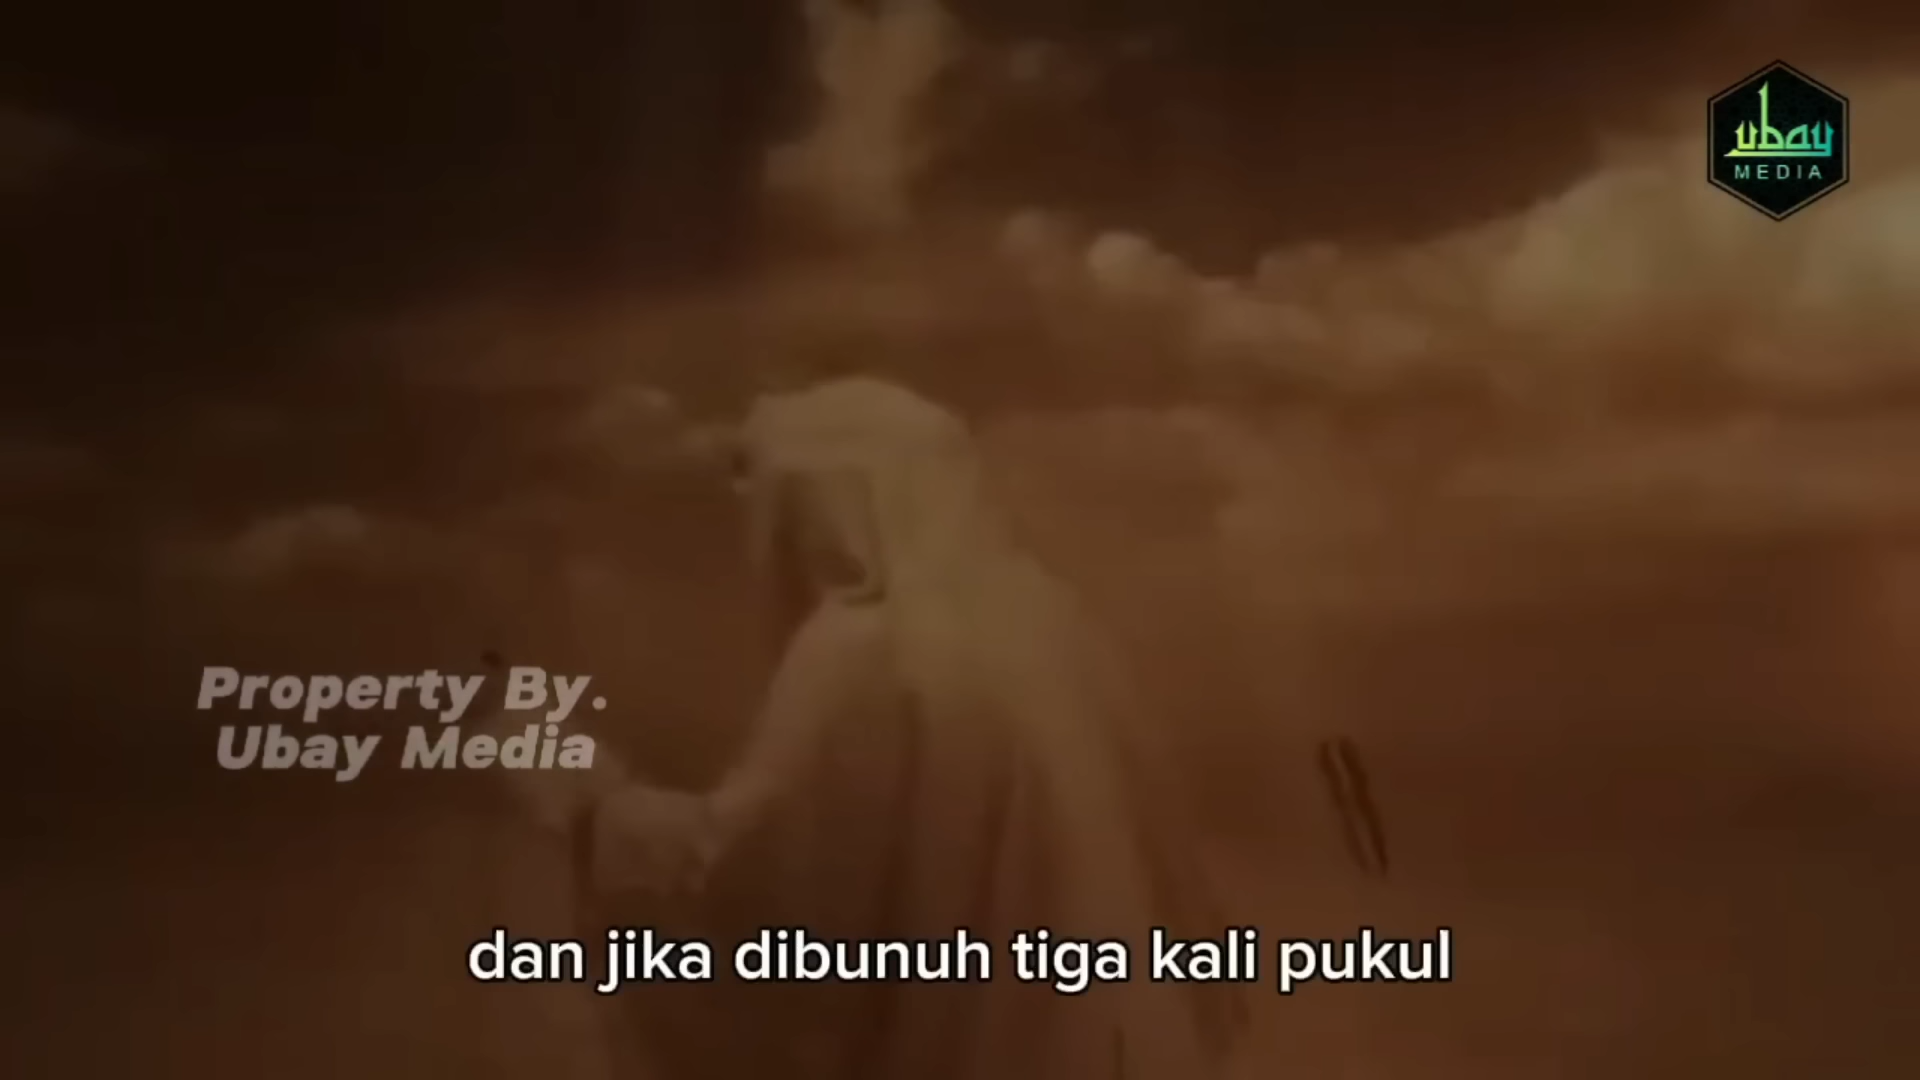 ubay
MEDIA
Property By.
Ubay Media
dan jika dibunuh tiga kali pukul